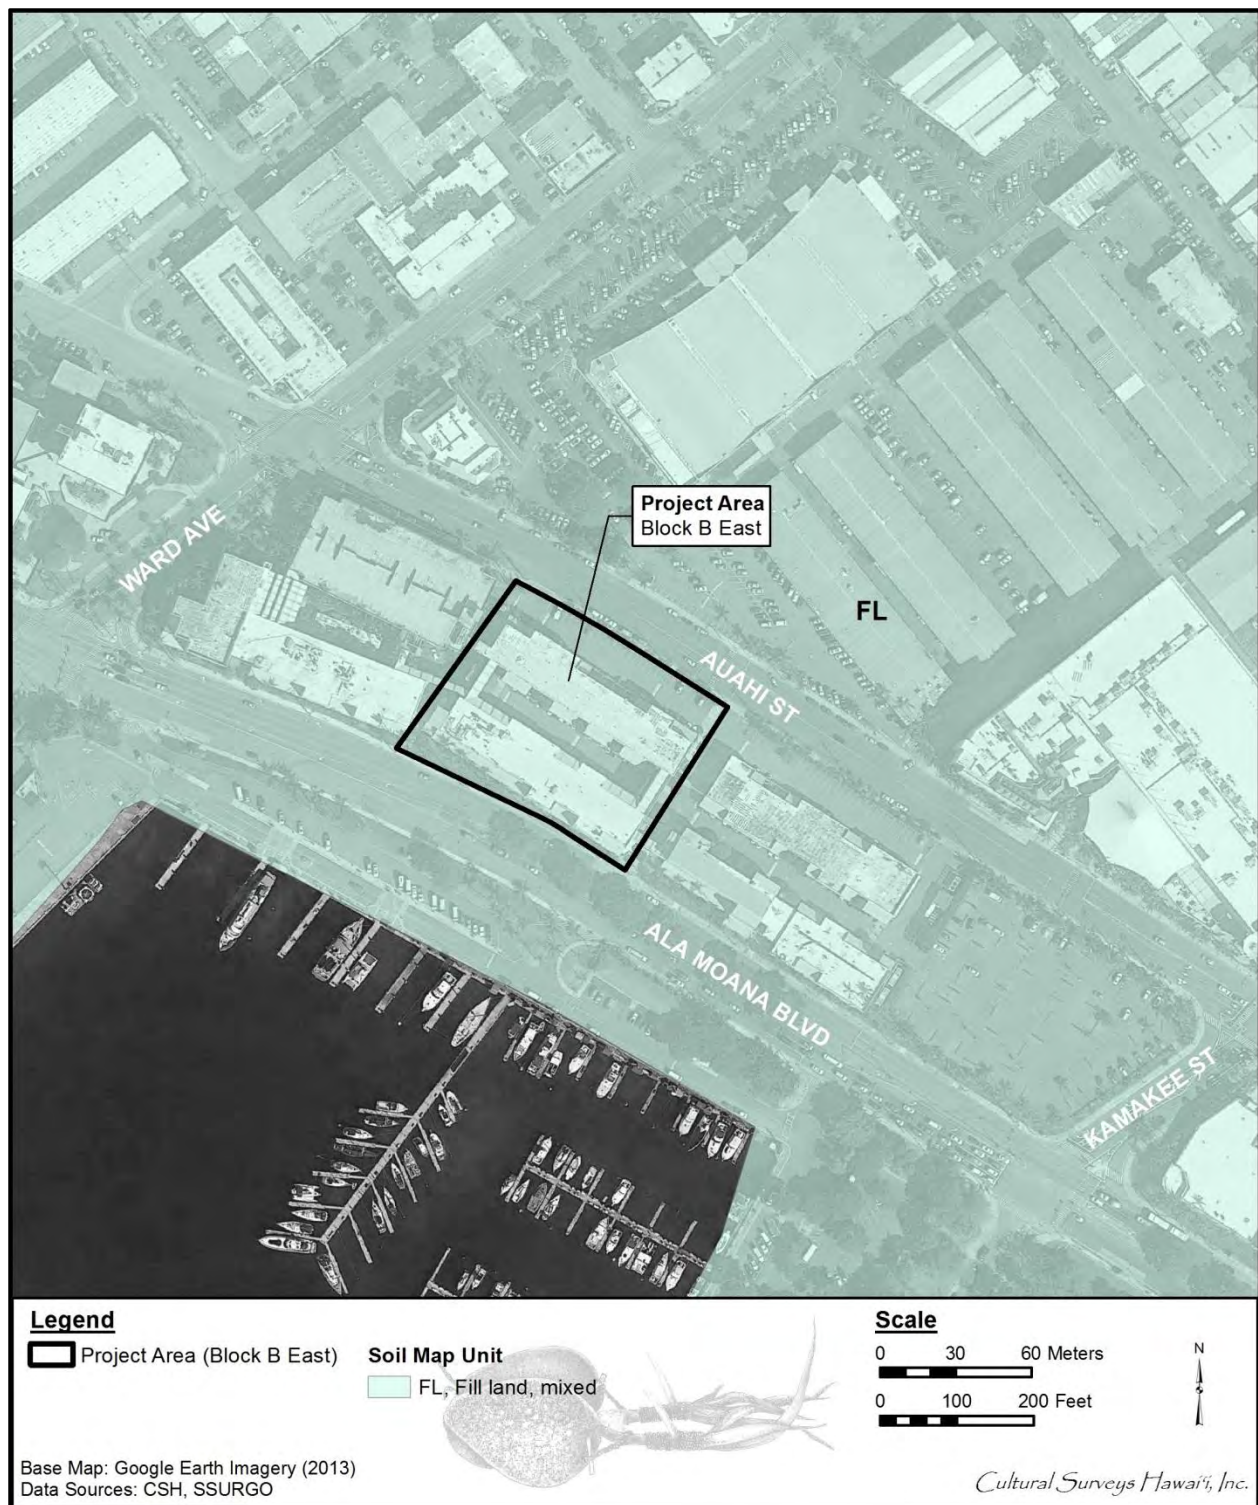 WARD AVE
Project Area
Block B East
FL
AUAHI ST
ALA MOANA BLVD
KAMAKEE ST
Legend
Project Area (Block B East)
Soil Map Unit
FL, Fill land, mixed
Scale
0 30 60 Meters
0 100 200 Feet
N
Base Map: Google Earth Imagery (2013)
Data Sources: CSH, SSURGO
Cultural Surveys Hawaiʻi, Inc.